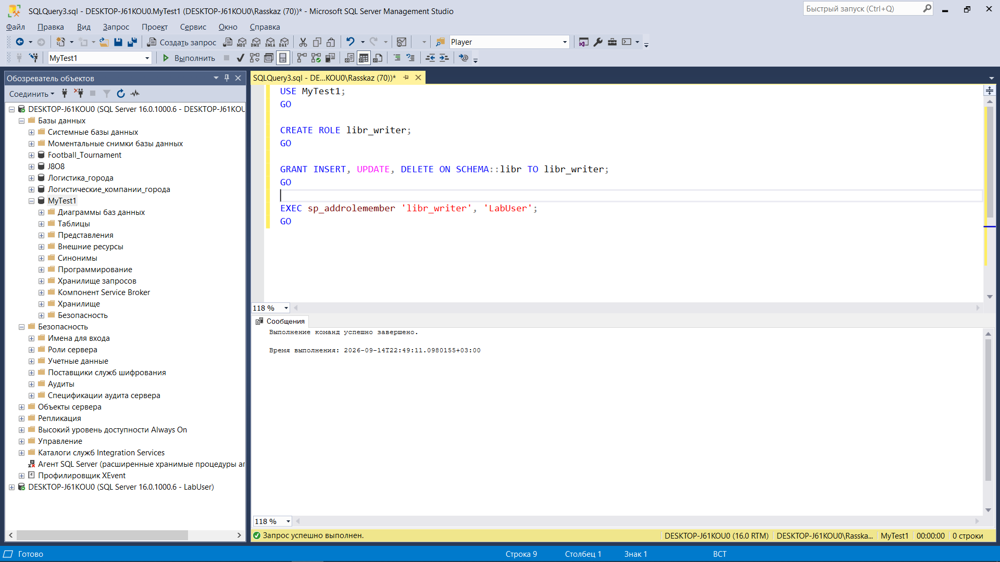 SQLQuery3.sql - DESKTOP-J61KOU0.MyTest1 (DESKTOP-J61KOU0\Rasskaz (70))* - Microsoft SQL Server Management Studio
Быстрый запуск (Ctrl+Q)
Файл Правка Вид Запрос Проект Сервис Окно Справка
Создать запрос MDX DMX XMLA DAX Player
MyTest1 Выполнить
Обозреватель объектов
Соединить
DESKTOP-J61KOU0 (SQL Server 16.0.1000.6 - DESKTOP-J61KOU
Базы данных
Системные базы данных
Моментальные снимки базы данных
Football_Tournament
J8O8
Логистика_города
Логистические_компании_города
MyTest1
Диаграммы баз данных
Таблицы
Представления
Внешние ресурсы
Синонимы
Программирование
Хранилище запросов
Компонент Service Broker
Хранилище
Безопасность
Безопасность
Имена для входа
Роли сервера
Учетные данные
Поставщики служб шифрования
Аудиты
Спецификации аудита сервера
Объекты сервера
Репликация
Высокий уровень доступности Always On
Управление
Каталоги служб Integration Services
Агент SQL Server (расширенные хранимые процедуры аг
Профилировщик XEvent
DESKTOP-J61KOU0 (SQL Server 16.0.1000.6 - LabUser)
SQLQuery3.sql - DE...KOU0\Rasskaz (70))*
USE MyTest1;
GO
CREATE ROLE libr_writer;
GO
GRANT INSERT, UPDATE, DELETE ON SCHEMA::libr TO libr_writer;
GO
EXEC sp_addrolemember 'libr_writer', 'LabUser';
GO
118 %
Сообщения
Выполнение команд успешно завершено.
Время выполнения: 2026-09-14T22:49:11.0980155+03:00
118 %
Запрос успешно выполнен. DESKTOP-J61KOU0 (16.0 RTM) DESKTOP-J61KOU0\Rasska... MyTest1 00:00:00 0 строки
Готово Строка 9 Столбец 1 Знак 1 ВСТ